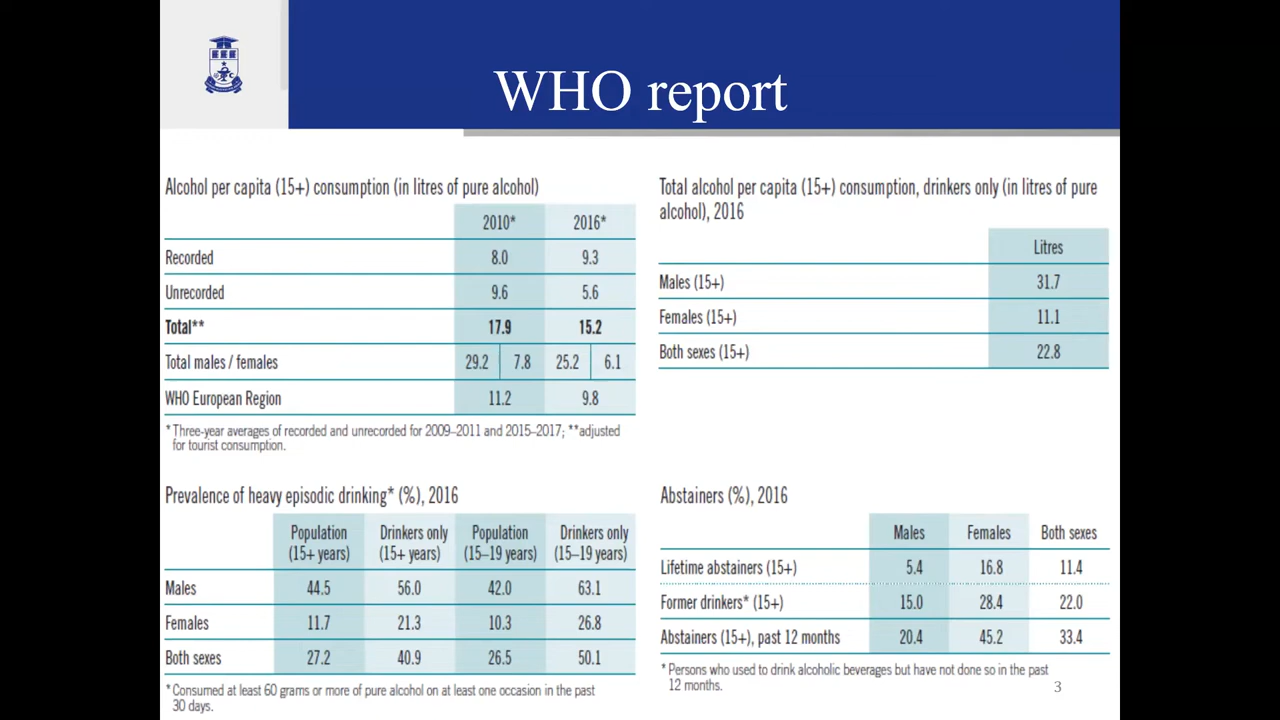 WHO report
Alcohol per capita (15+) consumption (in litres of pure alcohol)
2010* 2016*
Recorded 8.0 9.3
Unrecorded 9.6 5.6
Total** 17.9 15.2
Total males / females 29.2 7.8 25.2 6.1
WHO European Region 11.2 9.8
* Three-year averages of recorded and unrecorded for 2009–2011 and 2015–2017; **adjusted
for tourist consumption.
Total alcohol per capita (15+) consumption, drinkers only (in litres of pure
alcohol), 2016
Litres
Males (15+) 31.7
Females (15+) 11.1
Both sexes (15+) 22.8
Prevalence of heavy episodic drinking* (%), 2016
Population Drinkers only Population Drinkers only
(15+ years) (15+ years) (15–19 years) (15–19 years)
Males 44.5 56.0 42.0 63.1
Females 11.7 21.3 10.3 26.8
Both sexes 27.2 40.9 26.5 50.1
* Consumed at least 60 grams or more of pure alcohol on at least one occasion in the past
30 days.
Abstainers (%), 2016
Males Females Both sexes
Lifetime abstainers (15+) 5.4 16.8 11.4
Former drinkers* (15+) 15.0 28.4 22.0
Abstainers (15+), past 12 months 20.4 45.2 33.4
* Persons who used to drink alcoholic beverages but have not done so in the past
12 months.
3